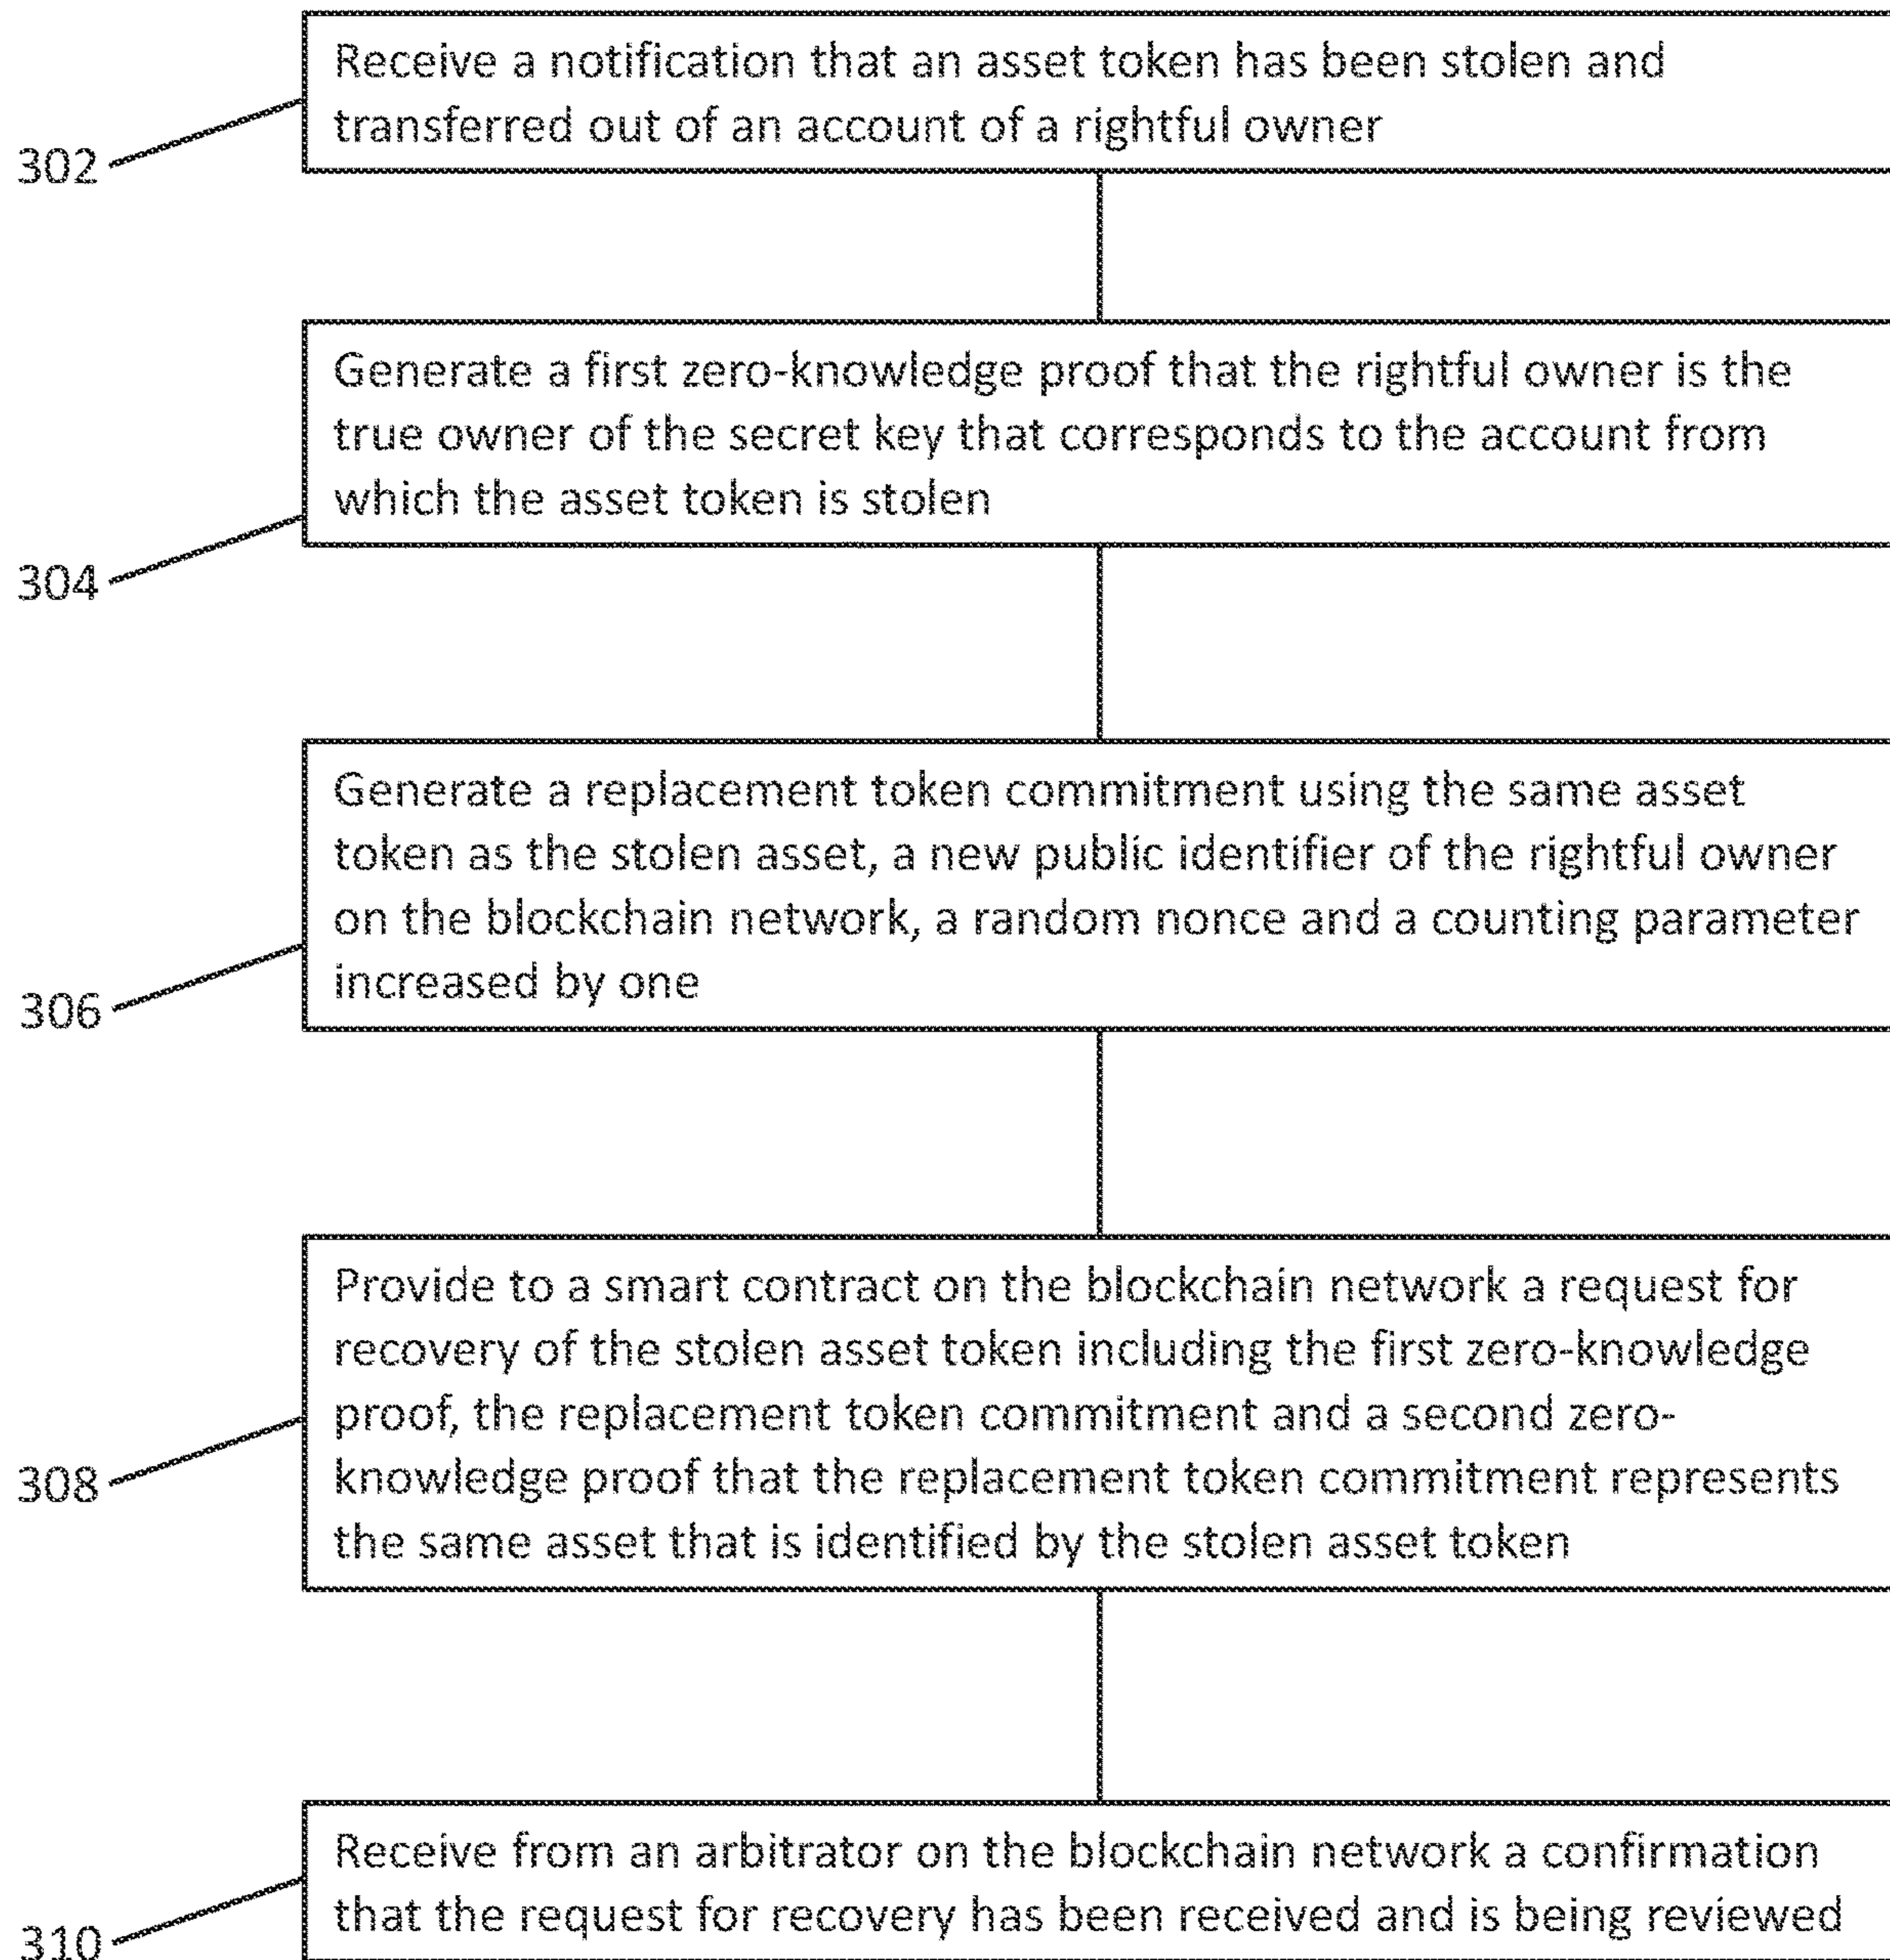 Receive a notification that an asset token has been stolen and
transferred out of an account of a rightful owner
302
Generate a first zero-knowledge proof that the rightful owner is the
true owner of the secret key that corresponds to the account from
which the asset token is stolen
304
Generate a replacement token commitment using the same asset
token as the stolen asset, a new public identifier of the rightful owner
on the blockchain network, a random nonce and a counting parameter
increased by one
306
Provide to a smart contract on the blockchain network a request for
recovery of the stolen asset token including the first zero-knowledge
proof, the replacement token commitment and a second zero-
knowledge proof that the replacement token commitment represents
the same asset that is identified by the stolen asset token
308
Receive from an arbitrator on the blockchain network a confirmation
that the request for recovery has been received and is being reviewed
310